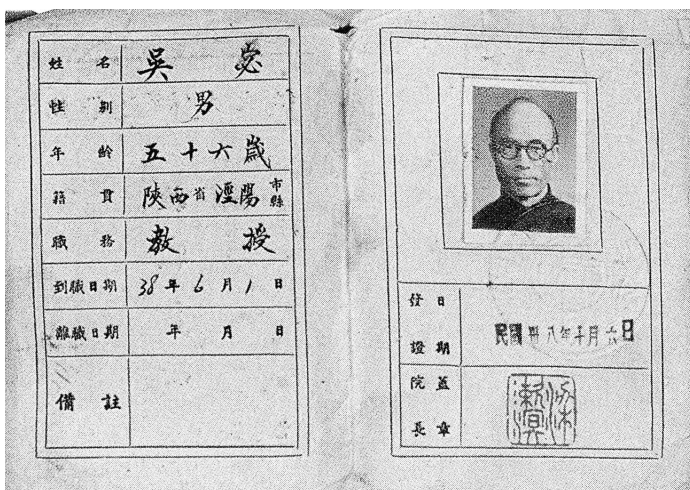 姓名 吳宓
性別 男
年齡 五十六歲
籍貫 陝西省涇陽市縣
職務 教授
到職日期 38年6月1日
離職日期 年 月 日
備註
發證日期 民國卅八年十月六日
院長蓋章